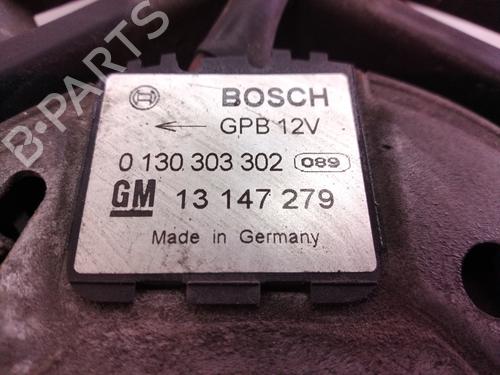 BOSCH
← GPB 12V
0 130 303 302 089
GM 13 147 279
Made in Germany
B-PARTS